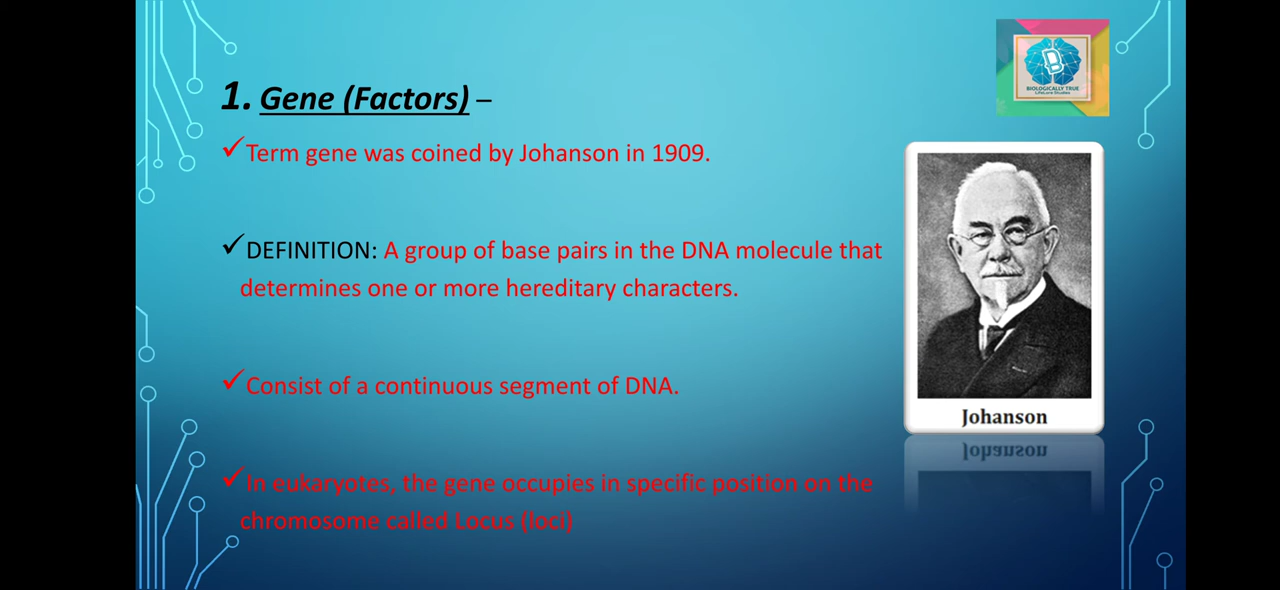 1. Gene (Factors) –
✓Term gene was coined by Johanson in 1909.
✓DEFINITION: A group of base pairs in the DNA molecule that
determines one or more hereditary characters.
✓Consist of a continuous segment of DNA.
✓In eukaryotes, the gene occupies in specific position on the
chromosome called Locus (loci)
BIOLOGICALLY TRUE
LifeCare Studies
Johanson